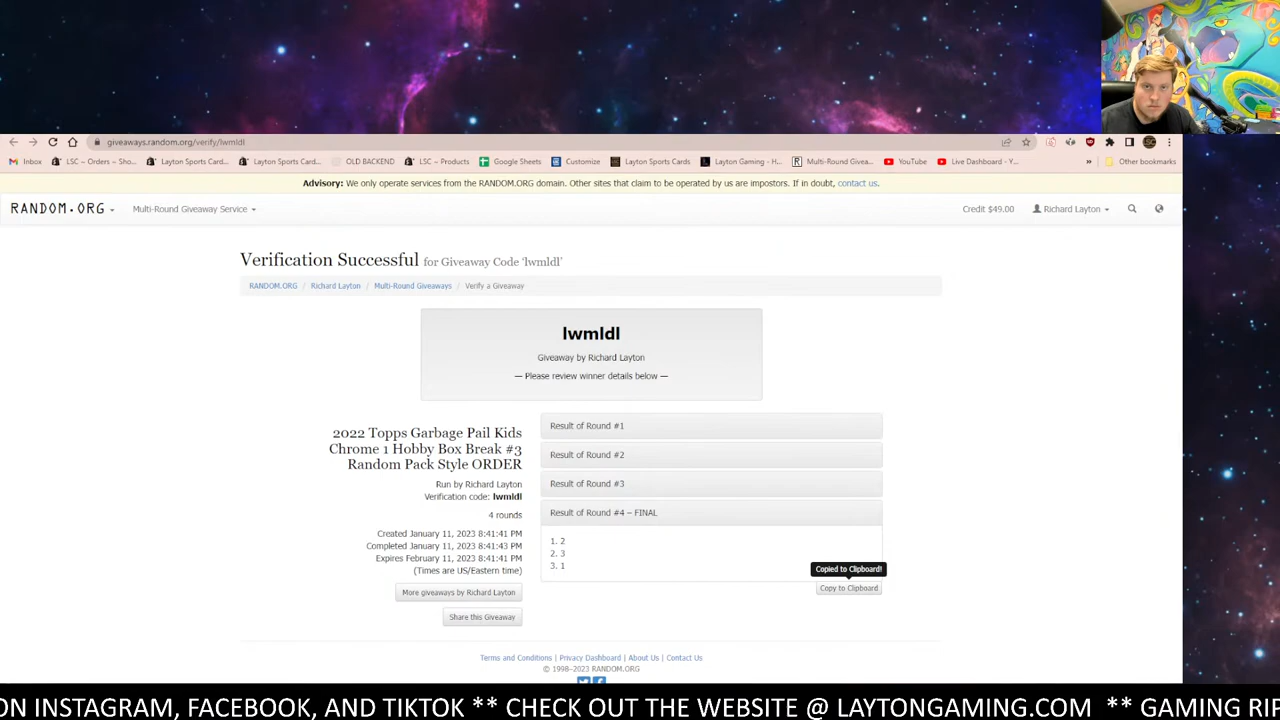 giveaways.random.org/verify/lwmldl
Inbox LSC – Orders – Sho... Layton Sports Card... Layton Sports Card... OLD BACKEND LSC – Products Google Sheets Customize Layton Sports Cards Layton Gaming - H... Multi-Round Givea... YouTube Live Dashboard - Y... » Other bookmarks
Advisory: We only operate services from the RANDOM.ORG domain. Other sites that claim to be operated by us are impostors. If in doubt, contact us.
RANDOM.ORG Multi-Round Giveaway Service Credit $49.00 Richard Layton
Verification Successful for Giveaway Code 'lwmldl'
RANDOM.ORG / Richard Layton / Multi-Round Giveaways / Verify a Giveaway
lwmldl
Giveaway by Richard Layton
— Please review winner details below —
2022 Topps Garbage Pail Kids
Chrome 1 Hobby Box Break #3
Random Pack Style ORDER
Run by Richard Layton
Verification code: lwmldl
4 rounds
Created January 11, 2023 8:41:41 PM
Completed January 11, 2023 8:41:43 PM
Expires February 11, 2023 8:41:41 PM
(Times are US/Eastern time)
More giveaways by Richard Layton
Share this Giveaway
Result of Round #1
Result of Round #2
Result of Round #3
Result of Round #4 – FINAL
1. 2
2. 3
3. 1
Copied to Clipboard!
Copy to Clipboard
Terms and Conditions | Privacy Dashboard | About Us | Contact Us
© 1998–2023 RANDOM.ORG
ON INSTAGRAM, FACEBOOK, AND TIKTOK ** CHECK OUT THE WEBSITE @ LAYTONGAMING.COM ** GAMING RIP